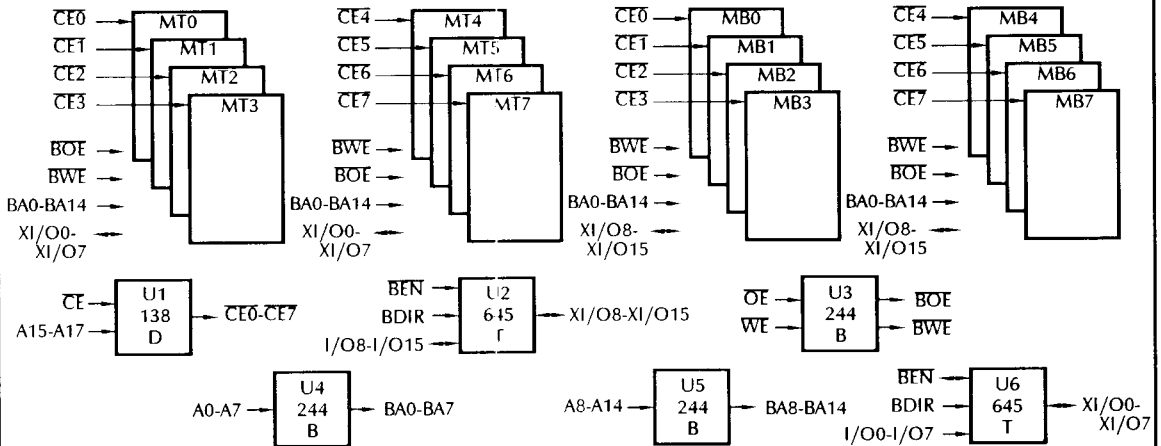 CE0 MT0
CE1 MT1
CE2 MT2
CE3 MT3
BOE
BWE
BA0-BA14
XI/O0-
XI/O7
CE4 MT4
CE5 MT5
CE6 MT6
CE7 MT7
BWE
BOE
BA0-BA14
XI/O0-
XI/O7
CE0 MB0
CE1 MB1
CE2 MB2
CE3 MB3
BWE
BOE
BA0-BA14
XI/O8-
XI/O15
CE4 MB4
CE5 MB5
CE6 MB6
CE7 MB7
BWE
BOE
BA0-BA14
XI/O8-
XI/O15
CE
A15-A17
U1
138
D
CE0-CE7
BEN
BDIR
I/O8-I/O15
U2
645
T
XI/O8-XI/O15
OE
WE
U3
244
B
BOE
BWE
A0-A7
U4
244
B
BA0-BA7
A8-A14
U5
244
B
BA8-BA14
BEN
BDIR
I/O0-I/O7
U6
645
T
XI/O0-
XI/O7